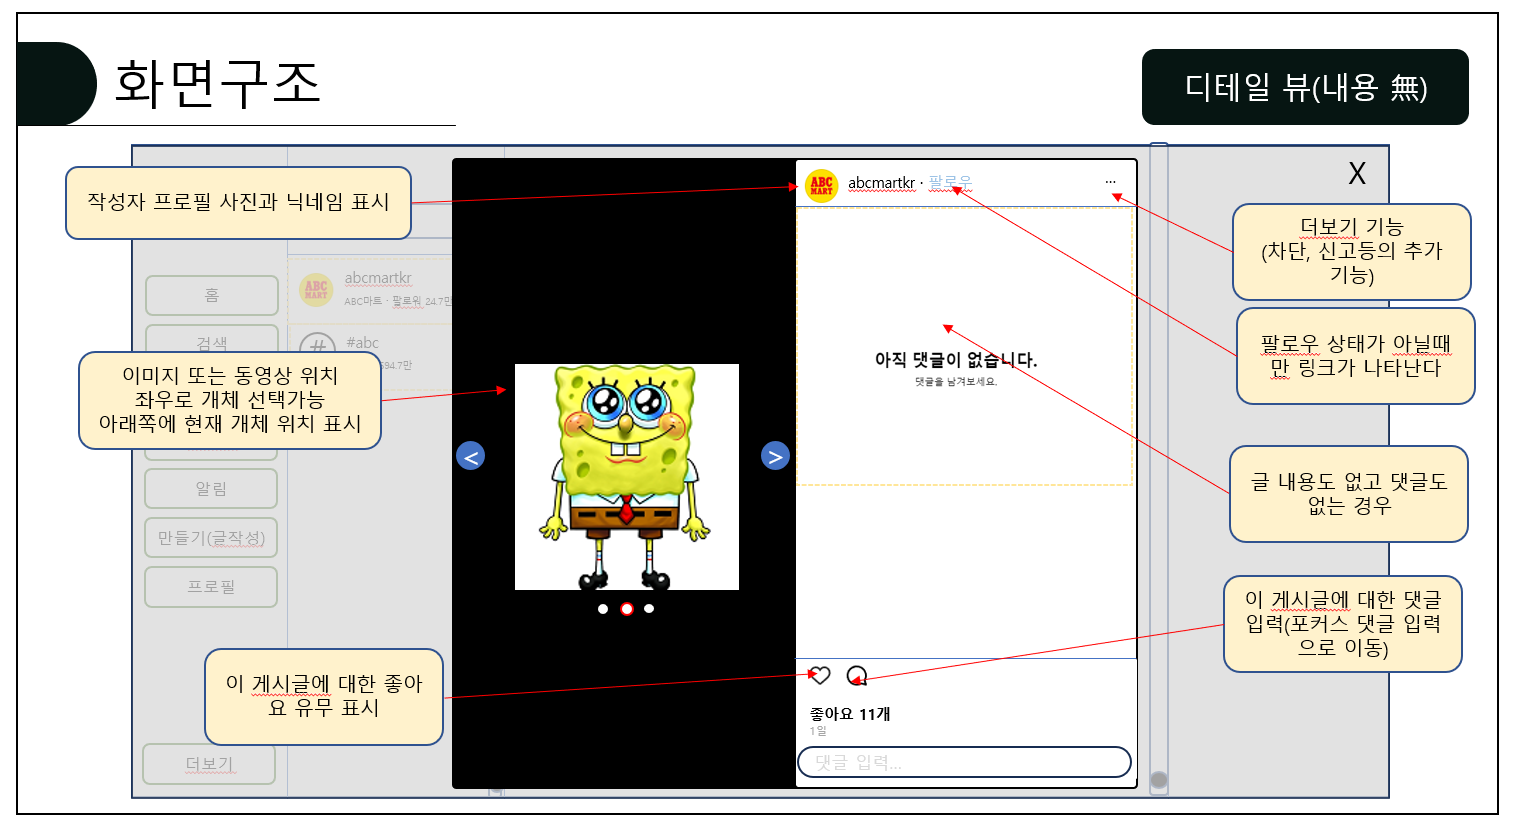 화면구조
디테일 뷰(내용 無)
X
작성자 프로필 사진과 닉네임 표시
ABC
MART
abcmartkr · 팔로우
...
더보기 기능
(차단, 신고등의 추가
기능)
홈
검색
ABC
MART
abcmartkr
ABC마트 · 팔로워 24.7만
#
#abc
594.7만
팔로우 상태가 아닐때
만 링크가 나타난다
이미지 또는 동영상 위치
좌우로 개체 선택가능
아래쪽에 현재 개체 위치 표시
아직 댓글이 없습니다.
댓글을 남겨보세요.
<
>
글 내용도 없고 댓글도
없는 경우
알림
만들기(글작성)
프로필
이 게시글에 대한 댓글
입력(포커스 댓글 입력
으로 이동)
이 게시글에 대한 좋아
요 유무 표시
좋아요 11개
1일
댓글 입력...
더보기